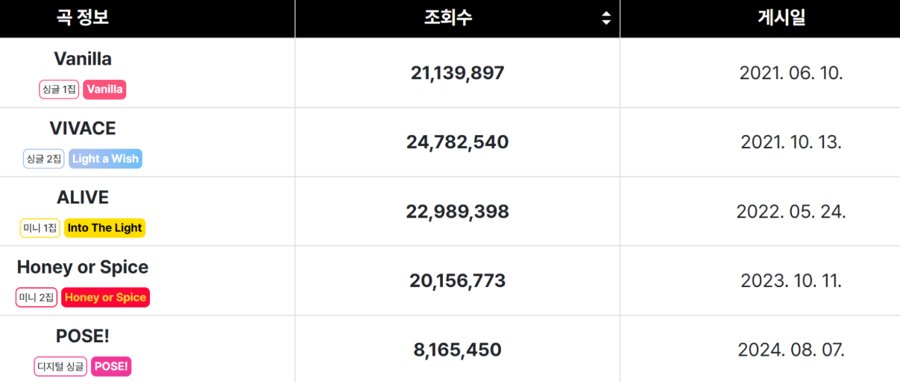 곡 정보 조회수 게시일
Vanilla
싱글 1집 Vanilla
21,139,897 2021. 06. 10.
VIVACE
싱글 2집 Light a Wish
24,782,540 2021. 10. 13.
ALIVE
미니 1집 Into The Light
22,989,398 2022. 05. 24.
Honey or Spice
미니 2집 Honey or Spice
20,156,773 2023. 10. 11.
POSE!
디지털 싱글 POSE!
8,165,450 2024. 08. 07.